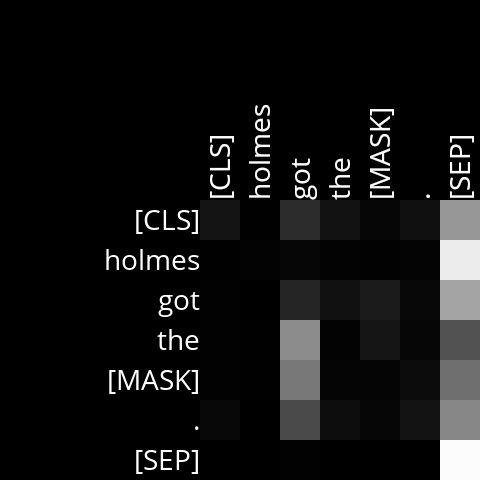 [CLS] holmes got the [MASK] . [SEP]
[CLS]
holmes
got
the
[MASK]
.
[SEP]